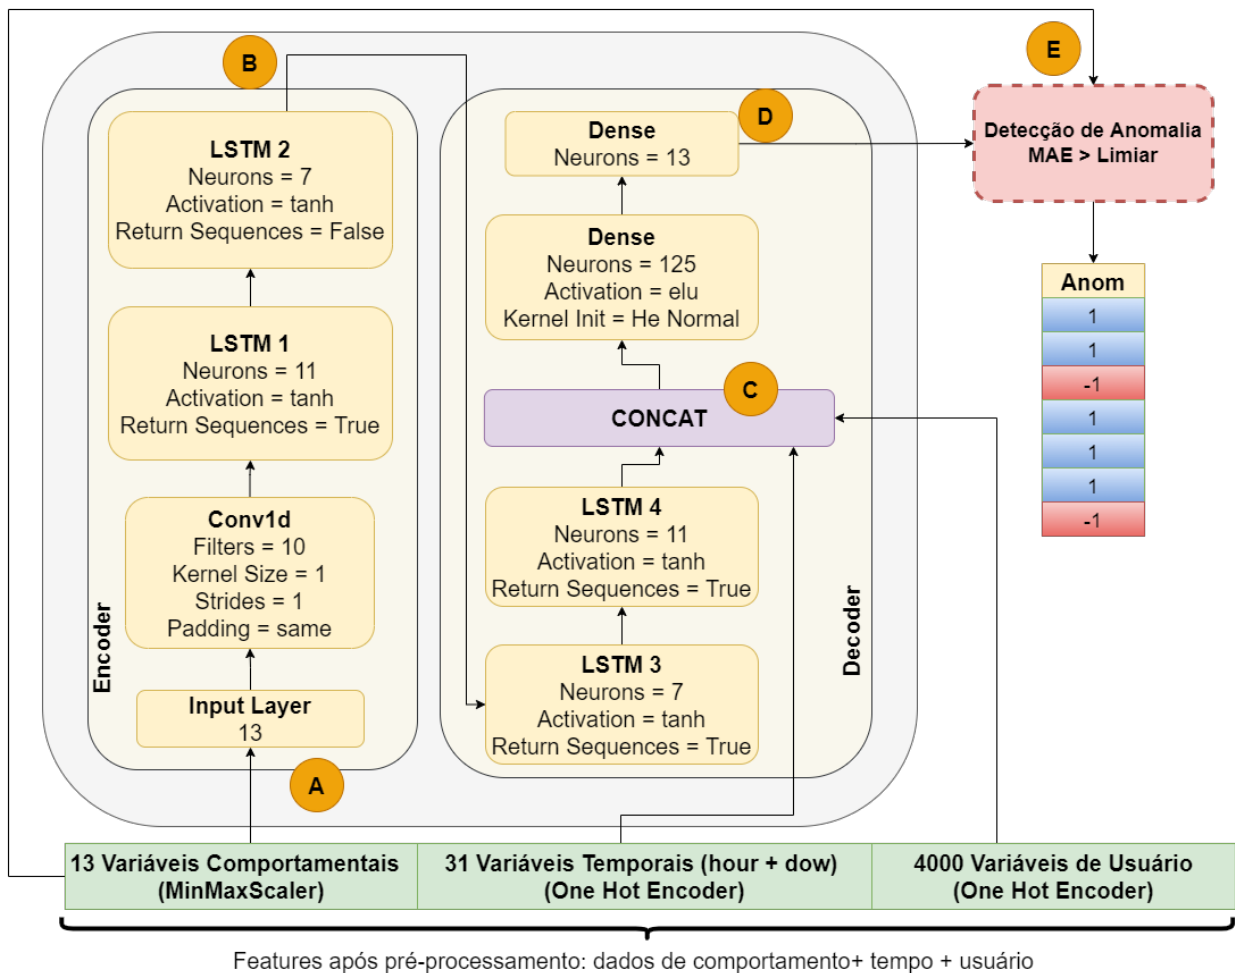 E
B
D
LSTM 2
Neurons = 7
Activation = tanh
Return Sequences = False
Dense
Neurons = 13
Detecção de Anomalia
MAE > Limiar
Dense
Neurons = 125
Activation = elu
Kernel Init = He Normal
Anom
1
1
-1
1
1
1
-1
LSTM 1
Neurons = 11
Activation = tanh
Return Sequences = True
C
CONCAT
Conv1d
Filters = 10
Kernel Size = 1
Strides = 1
Padding = same
LSTM 4
Neurons = 11
Activation = tanh
Return Sequences = True
Encoder
Decoder
LSTM 3
Neurons = 7
Activation = tanh
Return Sequences = True
Input Layer
13
A
13 Variáveis Comportamentais
(MinMaxScaler)
31 Variáveis Temporais (hour + dow)
(One Hot Encoder)
4000 Variáveis de Usuário
(One Hot Encoder)
Features após pré-processamento: dados de comportamento+ tempo + usuário